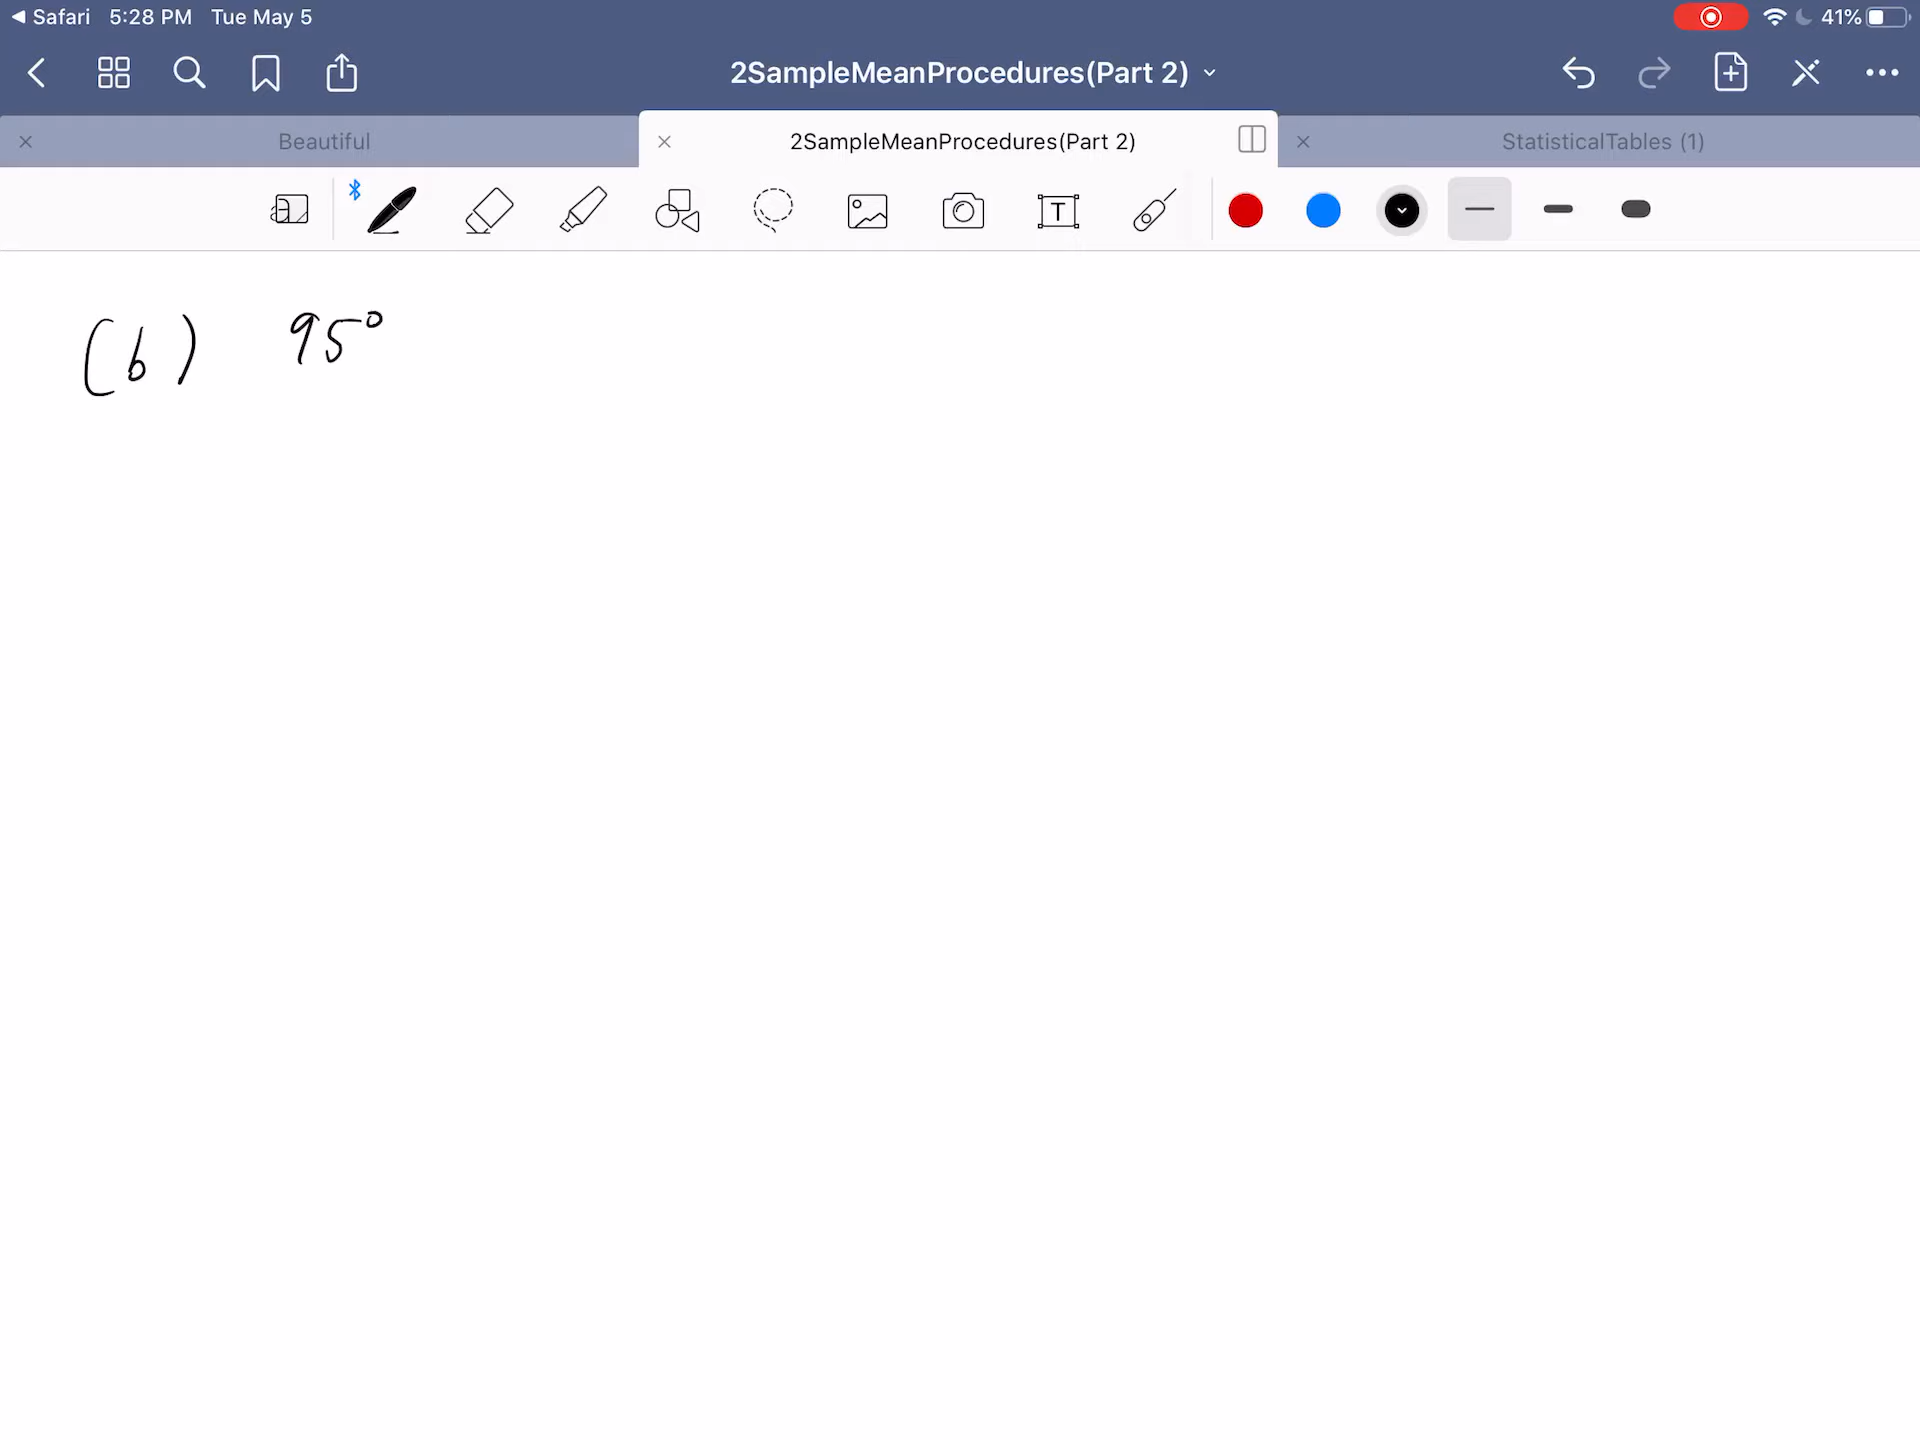 Safari 5:28 PM Tue May 5 41%
2SampleMeanProcedures(Part 2)
Beautiful 2SampleMeanProcedures(Part 2) StatisticalTables (1)
a T
(b) 95°